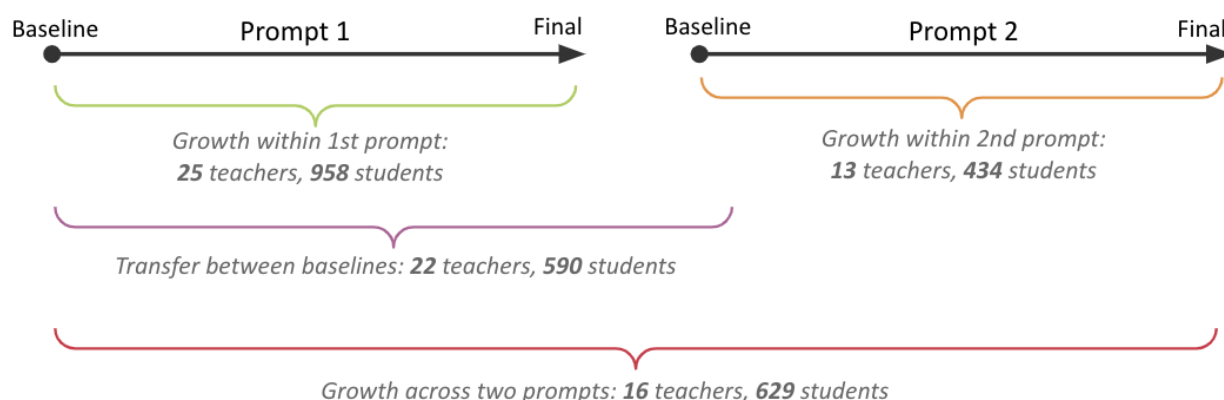 Baseline Prompt 1 Final Baseline Prompt 2 Final
Growth within 1st prompt:
25 teachers, 958 students
Growth within 2nd prompt:
13 teachers, 434 students
Transfer between baselines: 22 teachers, 590 students
Growth across two prompts: 16 teachers, 629 students